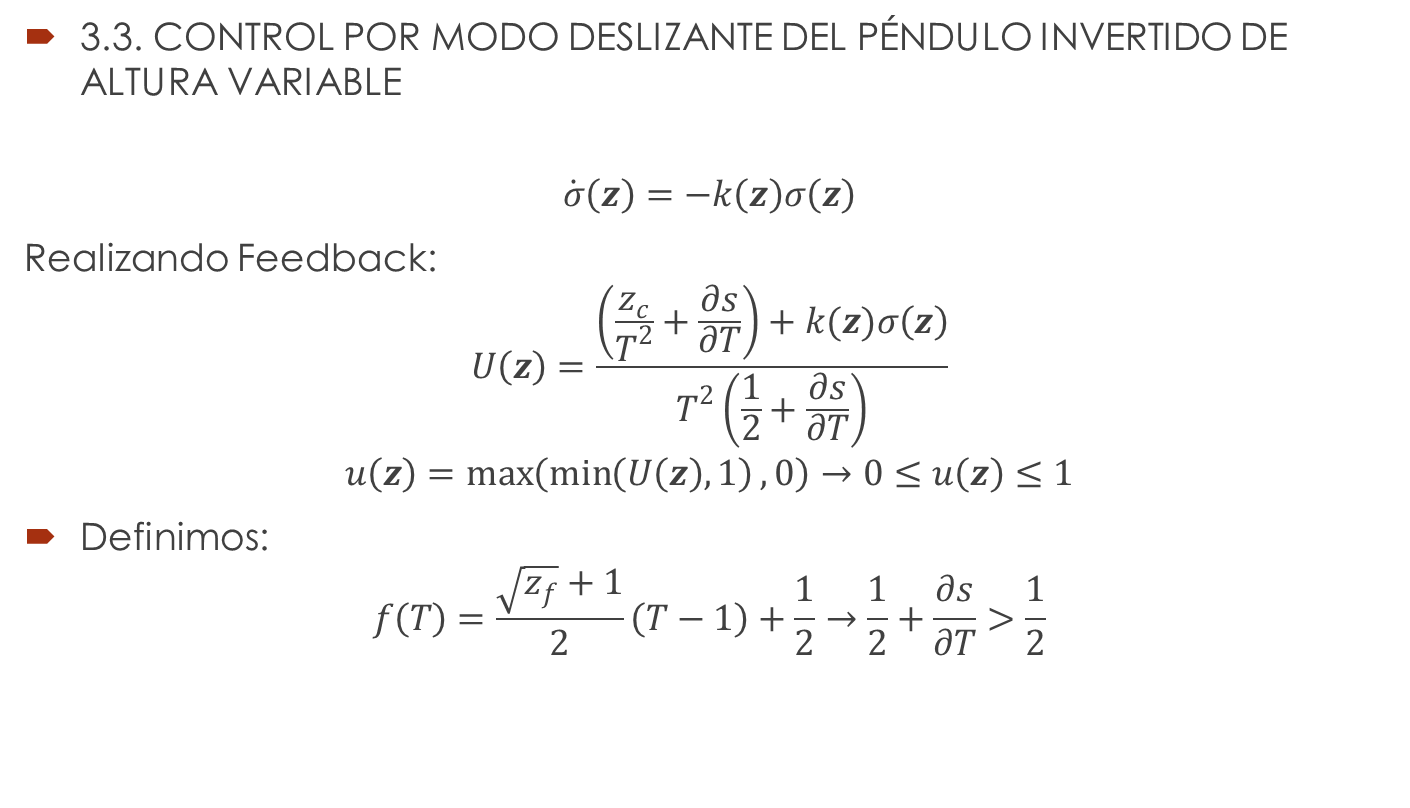 3.3. CONTROL POR MODO DESLIZANTE DEL PÉNDULO INVERTIDO DE
ALTURA VARIABLE
σ̇(𝒛) = −k(𝒛)σ(𝒛)
Realizando Feedback:
U(𝒛) = ((z_c/T² + ∂s/∂T) + k(𝒛)σ(𝒛)) / (T² (1/2 + ∂s/∂T))
u(𝒛) = max(min(U(𝒛), 1) , 0) → 0 ≤ u(𝒛) ≤ 1
Definimos:
f(T) = (√z_f + 1)/2 (T − 1) + 1/2 → 1/2 + ∂s/∂T > 1/2